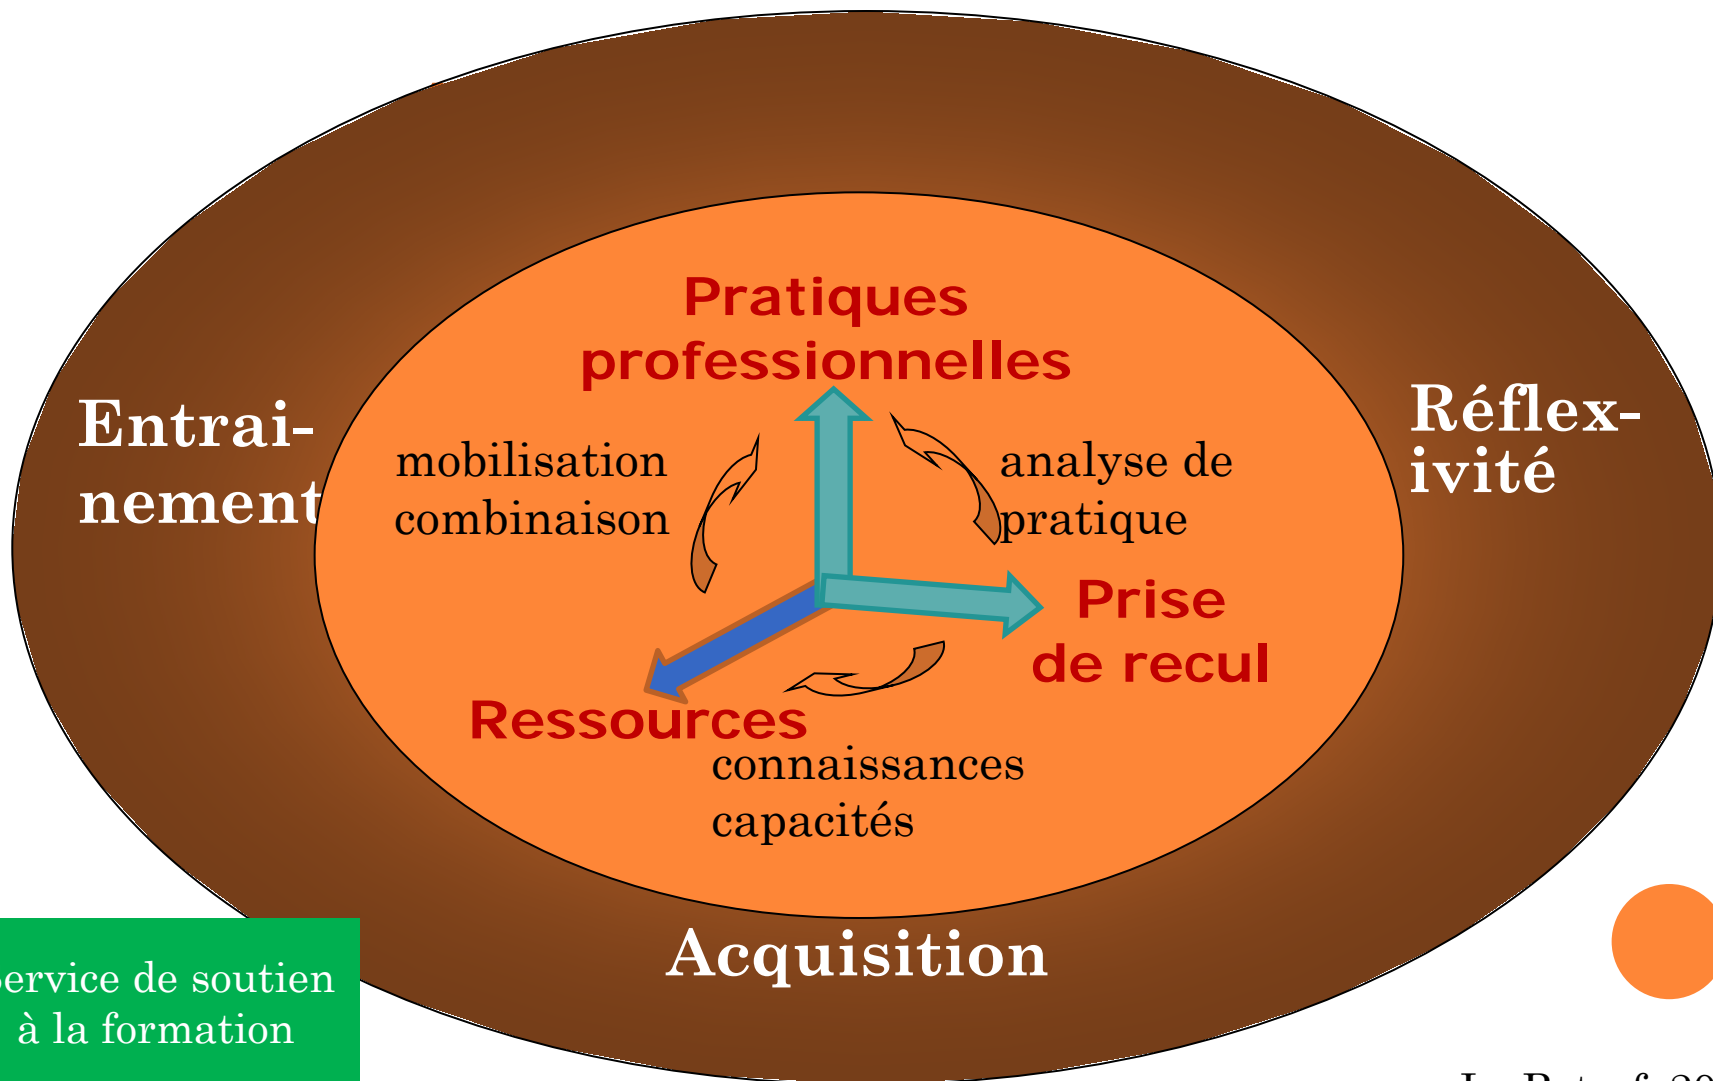 Pratiques
professionnelles
Entrai-
nement
mobilisation
combinaison
analyse de
pratique
Réflex-
ivité
Prise
de recul
Ressources
connaissances
capacités
Acquisition
de soutien
à la formation